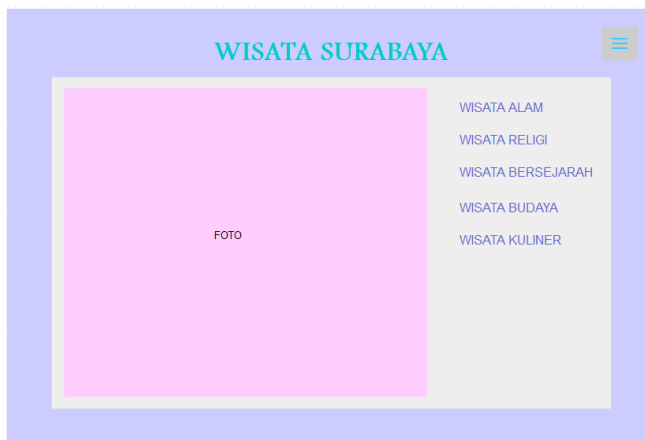 WISATA SURABAYA
WISATA ALAM
WISATA RELIGI
WISATA BERSEJARAH
WISATA BUDAYA
WISATA KULINER
FOTO